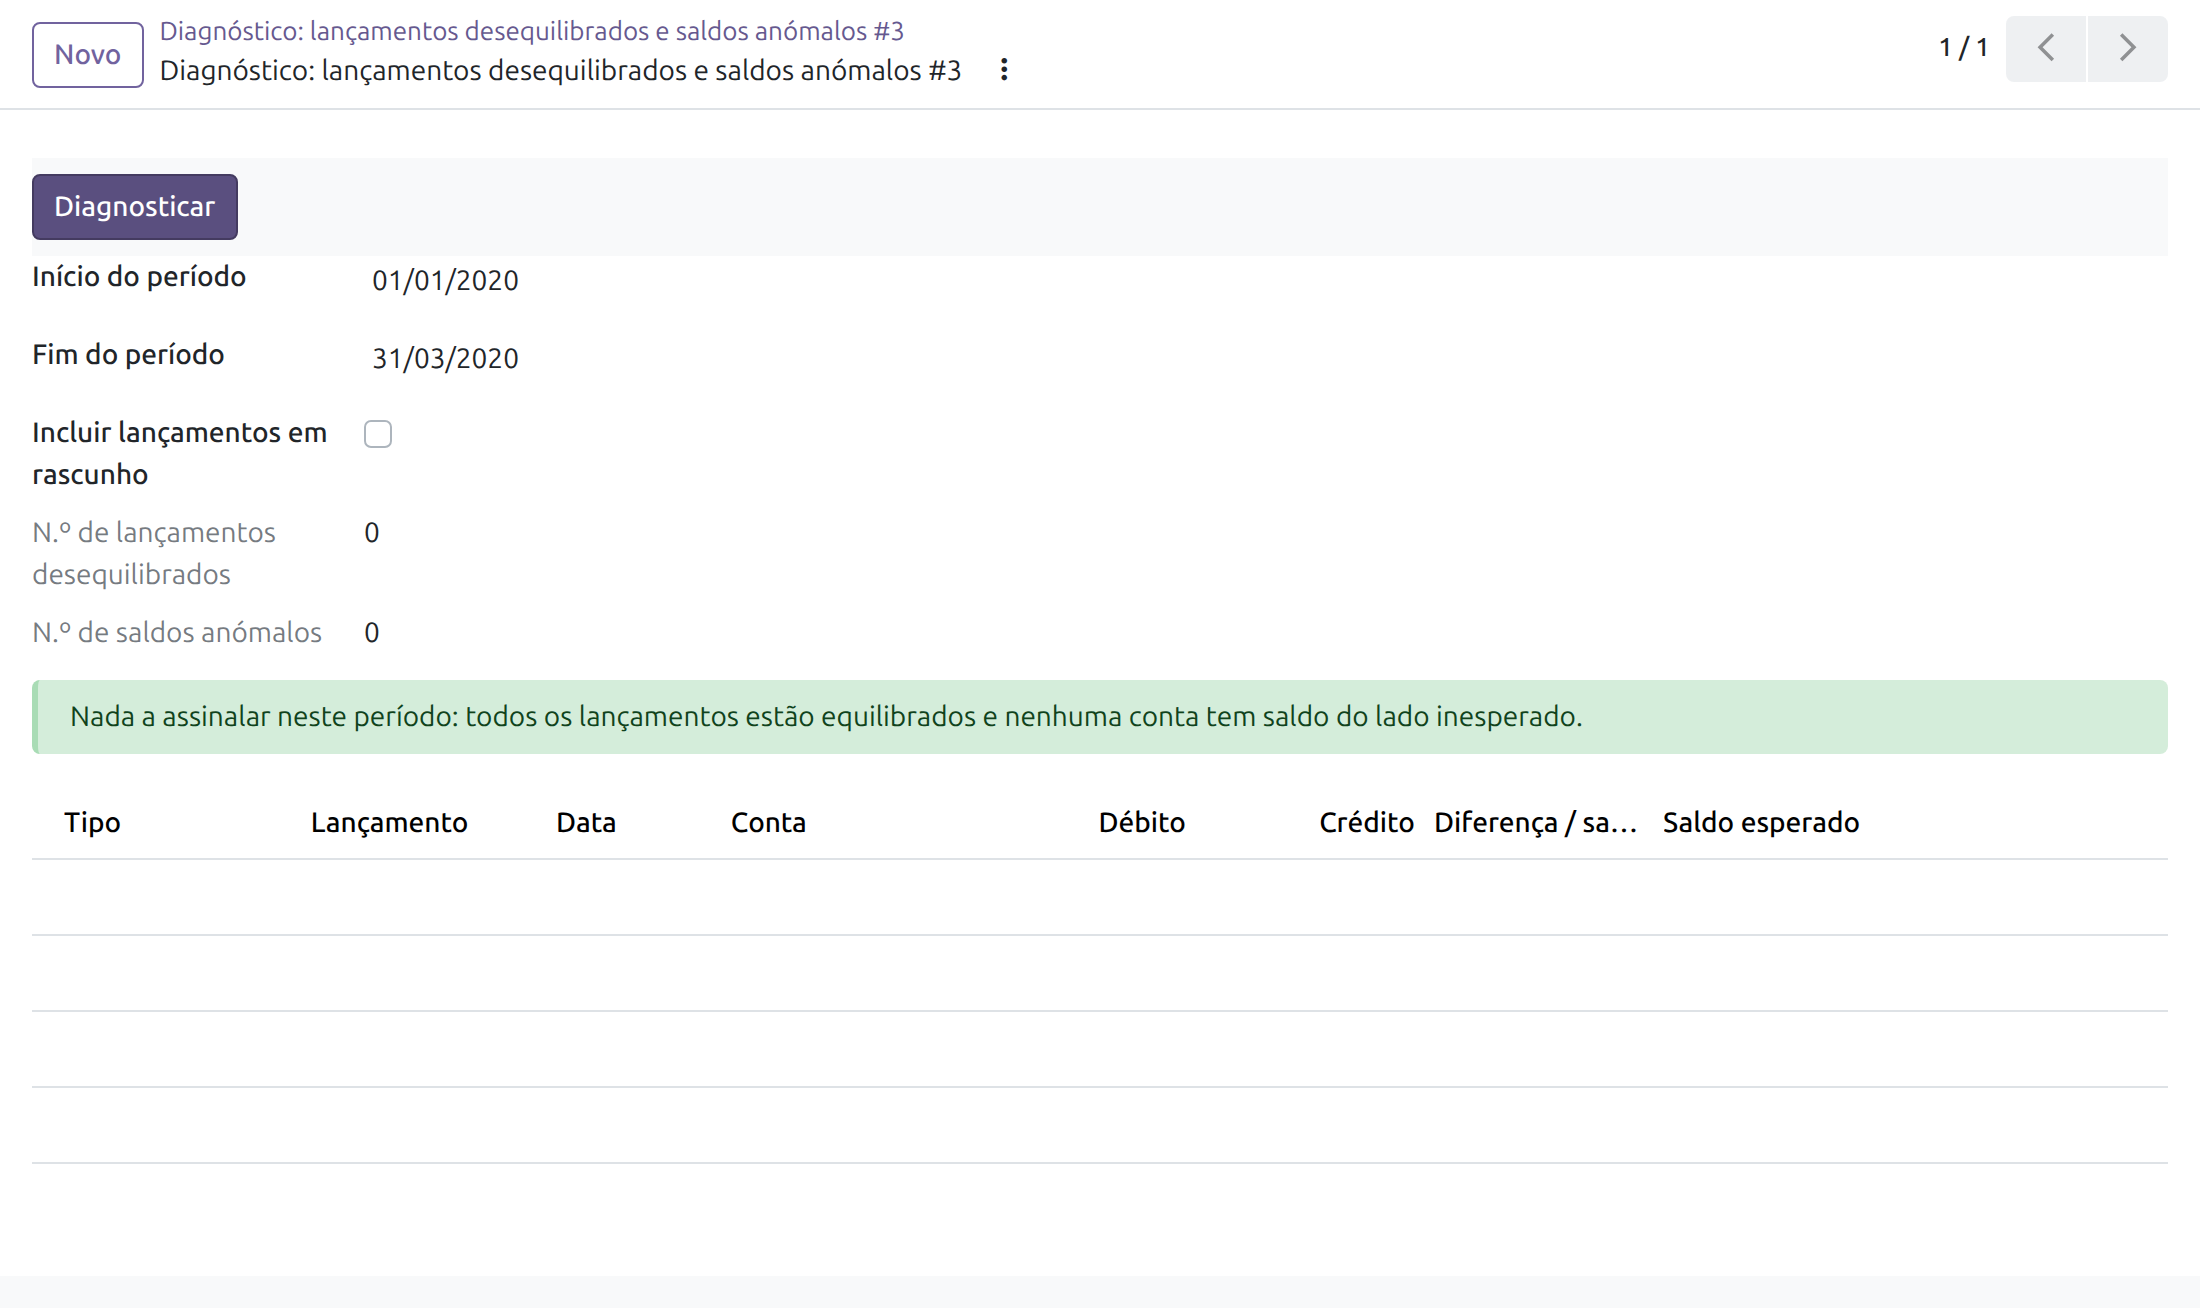 Novo
Diagnóstico: lançamentos desequilibrados e saldos anómalos #3
Diagnóstico: lançamentos desequilibrados e saldos anómalos #3
1 / 1
Diagnosticar
Início do período 01/01/2020
Fim do período 31/03/2020
Incluir lançamentos em
rascunho
N.º de lançamentos 0
desequilibrados
N.º de saldos anómalos 0
Nada a assinalar neste período: todos os lançamentos estão equilibrados e nenhuma conta tem saldo do lado inesperado.
Tipo Lançamento Data Conta Débito Crédito Diferença / sa... Saldo esperado